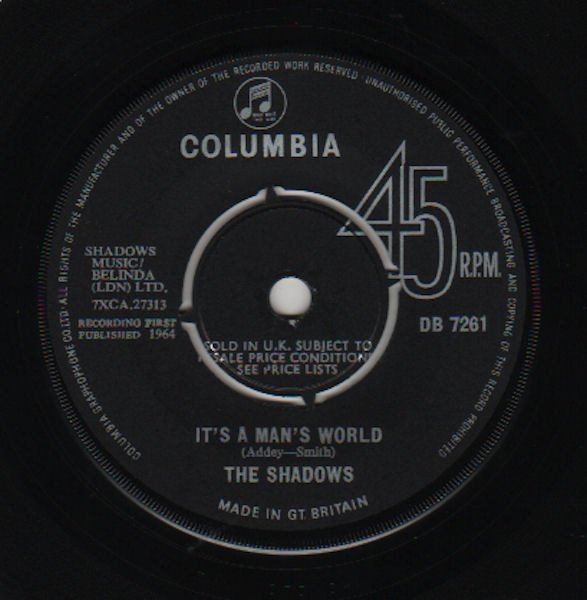 COLUMBIA GRAPHOPHONE CO. LTD. ALL RIGHTS OF THE MANUFACTURER AND OF THE OWNER OF THE RECORDED WORK RESERVED · UNAUTHORISED PUBLIC PERFORMANCE BROADCASTING AND COPYING OF THIS RECORD PROHIBITED
COLUMBIA
45
R.P.M.
SHADOWS
MUSIC/
BELINDA
(LDN) LTD.
7XCA.27313
RECORDING FIRST
PUBLISHED 1964
DB 7261
SOLD IN U.K. SUBJECT TO
RESALE PRICE CONDITIONS
SEE PRICE LISTS
IT'S A MAN'S WORLD
(Addey—Smith)
THE SHADOWS
MADE IN GT. BRITAIN